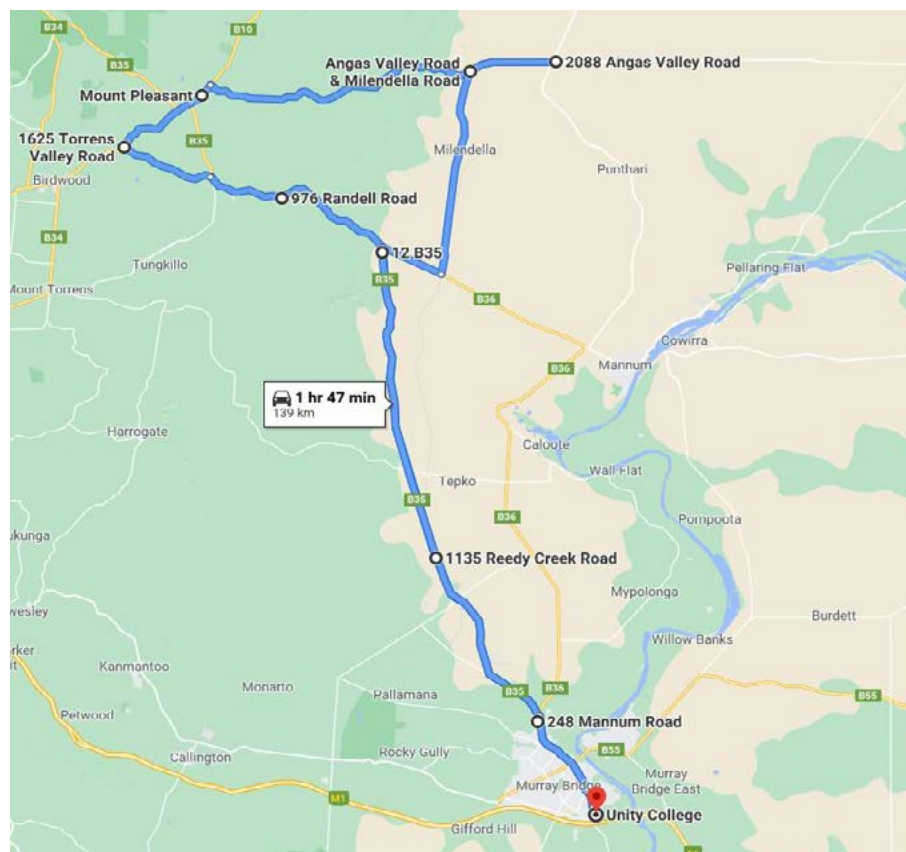 B34
B35
B10
Angas Valley Road
& Milendella Road
2088 Angas Valley Road
Mount Pleasant
1625 Torrens
Valley Road
B35
Milendella
Birdwood
Punthari
976 Randell Road
B34
12 B35
Tungkillo
B35
Pellaring Flat
Mount Torrens
B36
Cowirra
Mannum
B36
1 hr 47 min
139 km
Harrogate
Caloote
Wall Flat
Tepko
B35
B36
Pompoota
ukunga
1135 Reedy Creek Road
Mypolonga
wesley
Burdett
Willow Banks
Kanmantoo
Monarto
Pallamana
B35
B36
B55
Petwood
248 Mannum Road
Rocky Gully
B55
Callington
Murray
Bridge East
Murray Bridge
M1
Unity College
Gifford Hill